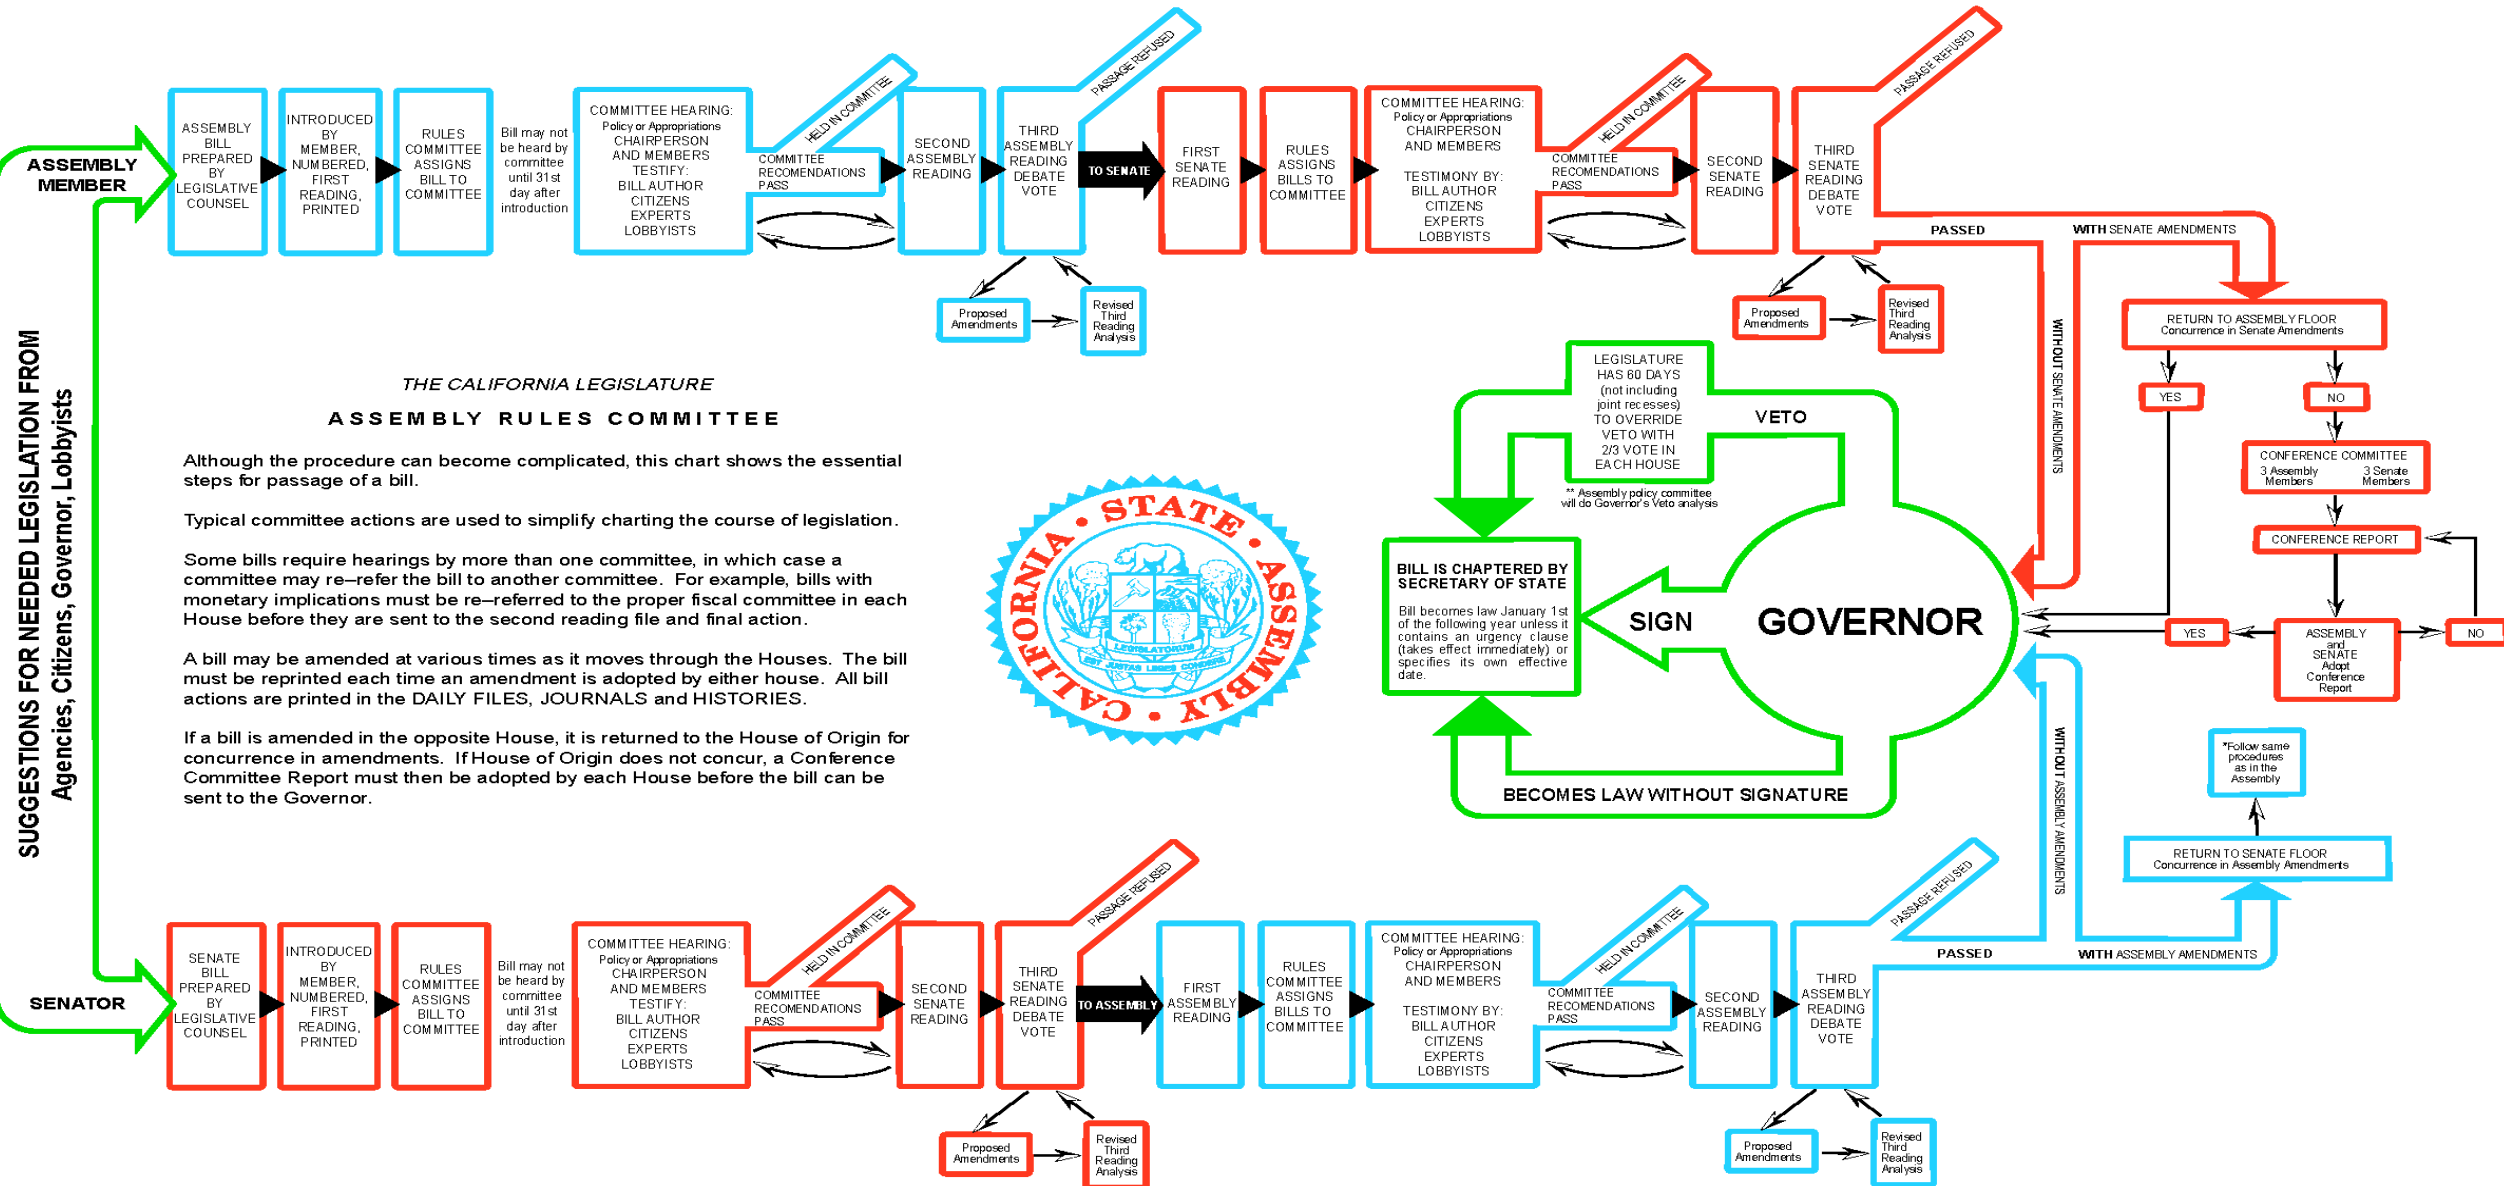 SUGGESTIONS FOR NEEDED LEGISLATION FROM
Agencies, Citizens, Governor, Lobbyists
ASSEMBLY
MEMBER
ASSEMBLY
BILL
PREPARED
BY
LEGISLATIVE
COUNSEL
INTRODUCED
BY
MEMBER,
NUMBERED,
FIRST
READING,
PRINTED
RULES
COMMITTEE
ASSIGNS
BILL TO
COMMITTEE
Bill may not
be heard by
committee
until 31st
day after
introduction
COMMITTEE HEARING:
Policy or Appropriations
CHAIRPERSON
AND MEMBERS
TESTIFY:
BILL AUTHOR
CITIZENS
EXPERTS
LOBBYISTS
HELD IN COMMITTEE
COMMITTEE
RECOMENDATIONS
PASS
SECOND
ASSEMBLY
READING
THIRD
ASSEMBLY
READING
DEBATE
VOTE
PASSAGE REFUSED
Proposed
Amendments
Revised
Third
Reading
Analysis
TO SENATE
FIRST
SENATE
READING
RULES
ASSIGNS
BILLS TO
COMMITTEE
COMMITTEE HEARING:
Policy or Appropriations
CHAIRPERSON
AND MEMBERS
TESTIMONY BY:
BILL AUTHOR
CITIZENS
EXPERTS
LOBBYISTS
HELD IN COMMITTEE
COMMITTEE
RECOMENDATIONS
PASS
SECOND
SENATE
READING
THIRD
SENATE
READING
DEBATE
VOTE
PASSAGE REFUSED
Proposed
Amendments
Revised
Third
Reading
Analysis
PASSED
WITH SENATE AMENDMENTS
WITHOUT SENATE AMENDMENTS
RETURN TO ASSEMBLY FLOOR
Concurrence in Senate Amendments
YES
NO
CONFERENCE COMMITTEE
3 Assembly
Members
3 Senate
Members
CONFERENCE REPORT
ASSEMBLY
and
SENATE
Adopt
Conference
Report
YES
NO
THE CALIFORNIA LEGISLATURE
ASSEMBLY RULES COMMITTEE
Although the procedure can become complicated, this chart shows the essential
steps for passage of a bill.
Typical committee actions are used to simplify charting the course of legislation.
Some bills require hearings by more than one committee, in which case a
committee may re–refer the bill to another committee. For example, bills with
monetary implications must be re–referred to the proper fiscal committee in each
House before they are sent to the second reading file and final action.
A bill may be amended at various times as it moves through the Houses. The bill
must be reprinted each time an amendment is adopted by either house. All bill
actions are printed in the DAILY FILES, JOURNALS and HISTORIES.
If a bill is amended in the opposite House, it is returned to the House of Origin for
concurrence in amendments. If House of Origin does not concur, a Conference
Committee Report must then be adopted by each House before the bill can be
sent to the Governor.
CALIFORNIA • STATE • ASSEMBLY •
LEGISLATORUM
EST JUSTAS LEGES CONDERE
LEGISLATURE
HAS 60 DAYS
(not including
joint recesses)
TO OVERRIDE
VETO WITH
2/3 VOTE IN
EACH HOUSE
** Assembly policy committee
will do Governor's Veto analysis
VETO
BILL IS CHAPTERED BY
SECRETARY OF STATE
Bill becomes law January 1st
of the following year unless it
contains an urgency clause
(takes effect immediately) or
specifies its own effective
date.
SIGN
GOVERNOR
BECOMES LAW WITHOUT SIGNATURE
*Follow same
procedures
as in the
Assembly
RETURN TO SENATE FLOOR
Concurrence in Assembly Amendments
WITHOUT ASSEMBLY AMENDMENTS
PASSED
WITH ASSEMBLY AMENDMENTS
SENATOR
SENATE
BILL
PREPARED
BY
LEGISLATIVE
COUNSEL
INTRODUCED
BY
MEMBER,
NUMBERED,
FIRST
READING,
PRINTED
RULES
COMMITTEE
ASSIGNS
BILL TO
COMMITTEE
Bill may not
be heard by
committee
until 31st
day after
introduction
COMMITTEE HEARING:
Policy or Appropriations
CHAIRPERSON
AND MEMBERS
TESTIFY:
BILL AUTHOR
CITIZENS
EXPERTS
LOBBYISTS
HELD IN COMMITTEE
COMMITTEE
RECOMENDATIONS
PASS
SECOND
SENATE
READING
THIRD
SENATE
READING
DEBATE
VOTE
PASSAGE REFUSED
Proposed
Amendments
Revised
Third
Reading
Analysis
TO ASSEMBLY
FIRST
ASSEMBLY
READING
RULES
COMMITTEE
ASSIGNS
BILLS TO
COMMITTEE
COMMITTEE HEARING:
Policy or Appropriations
CHAIRPERSON
AND MEMBERS
TESTIMONY BY:
BILL AUTHOR
CITIZENS
EXPERTS
LOBBYISTS
HELD IN COMMITTEE
COMMITTEE
RECOMENDATIONS
PASS
SECOND
ASSEMBLY
READING
THIRD
ASSEMBLY
READING
DEBATE
VOTE
PASSAGE REFUSED
Proposed
Amendments
Revised
Third
Reading
Analysis